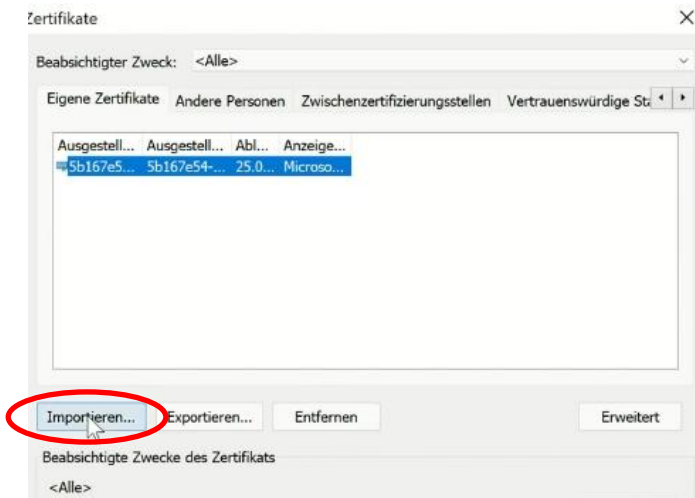 Zertifikate
Beabsichtigter Zweck: <Alle>
Eigene Zertifikate Andere Personen Zwischenzertifizierungsstellen Vertrauenswürdige Sta
Ausgestell... Ausgestell... Abl... Anzeige...
5b167e5... 5b167e54-... 25.0... Microso...
Importieren... Exportieren... Entfernen Erweitert
Beabsichtigte Zwecke des Zertifikats
<Alle>